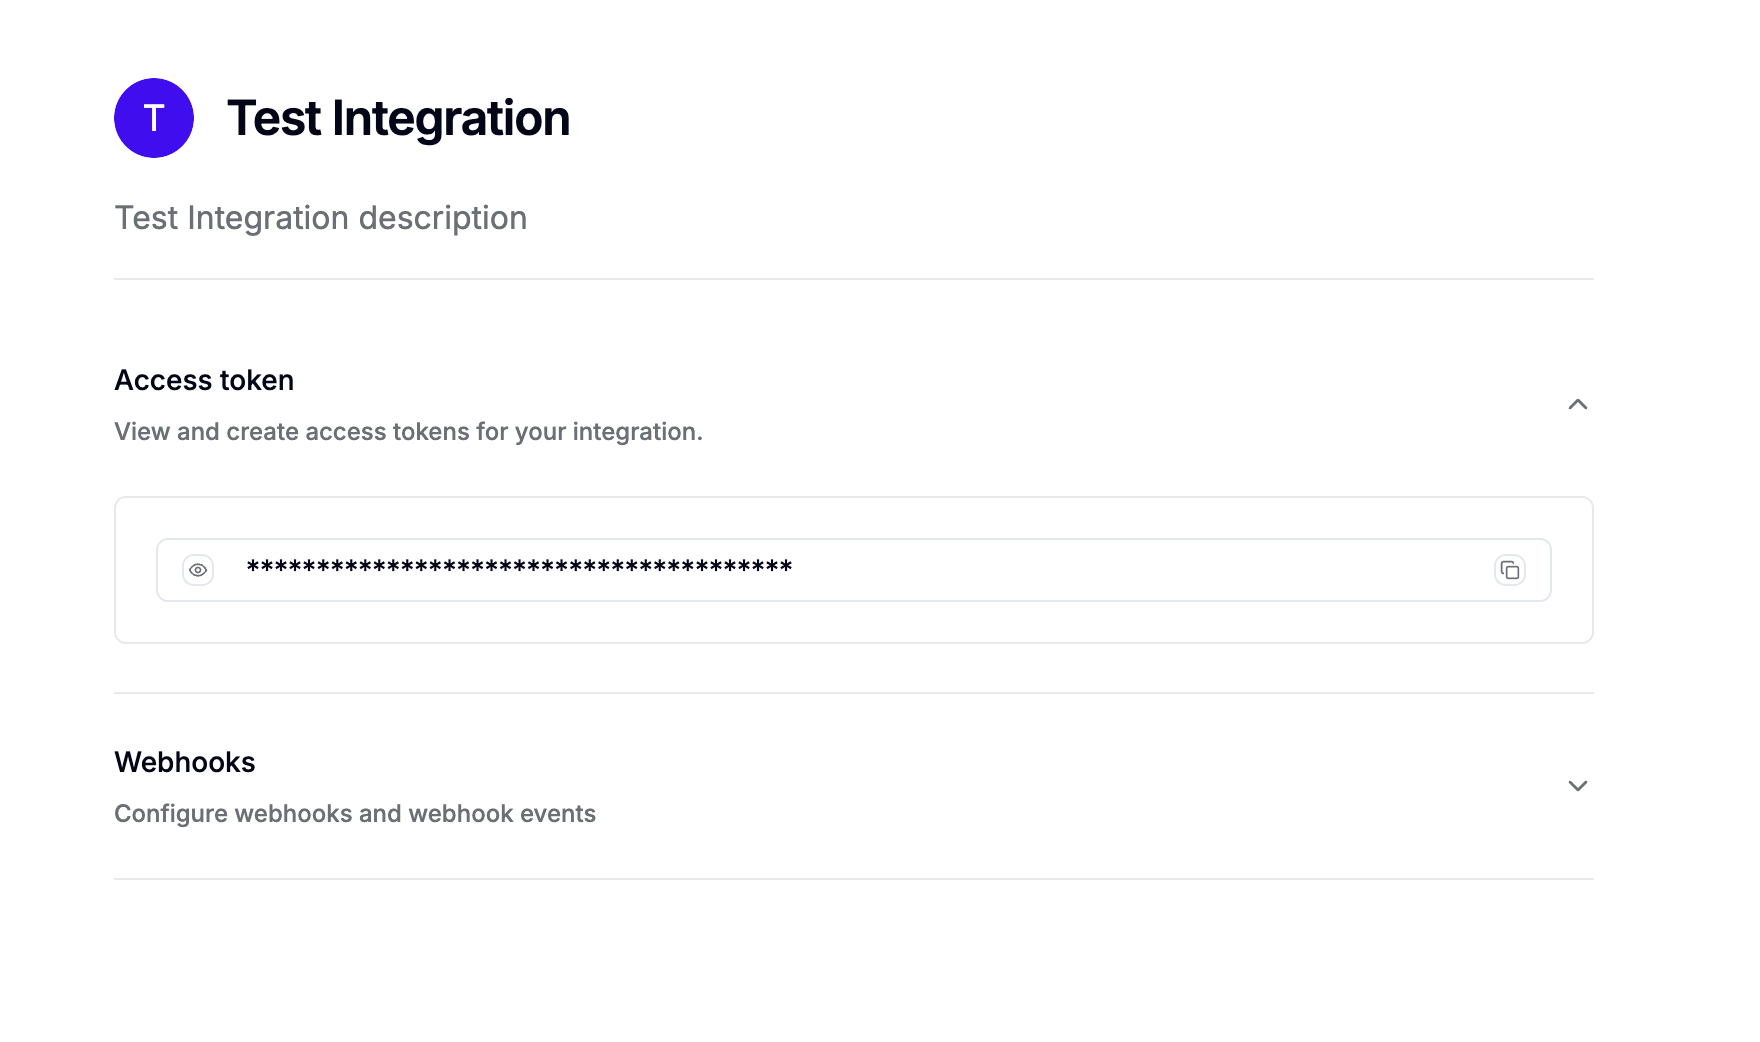 T
Test Integration
Test Integration description
Access token
View and create access tokens for your integration.
***************************************
Webhooks
Configure webhooks and webhook events